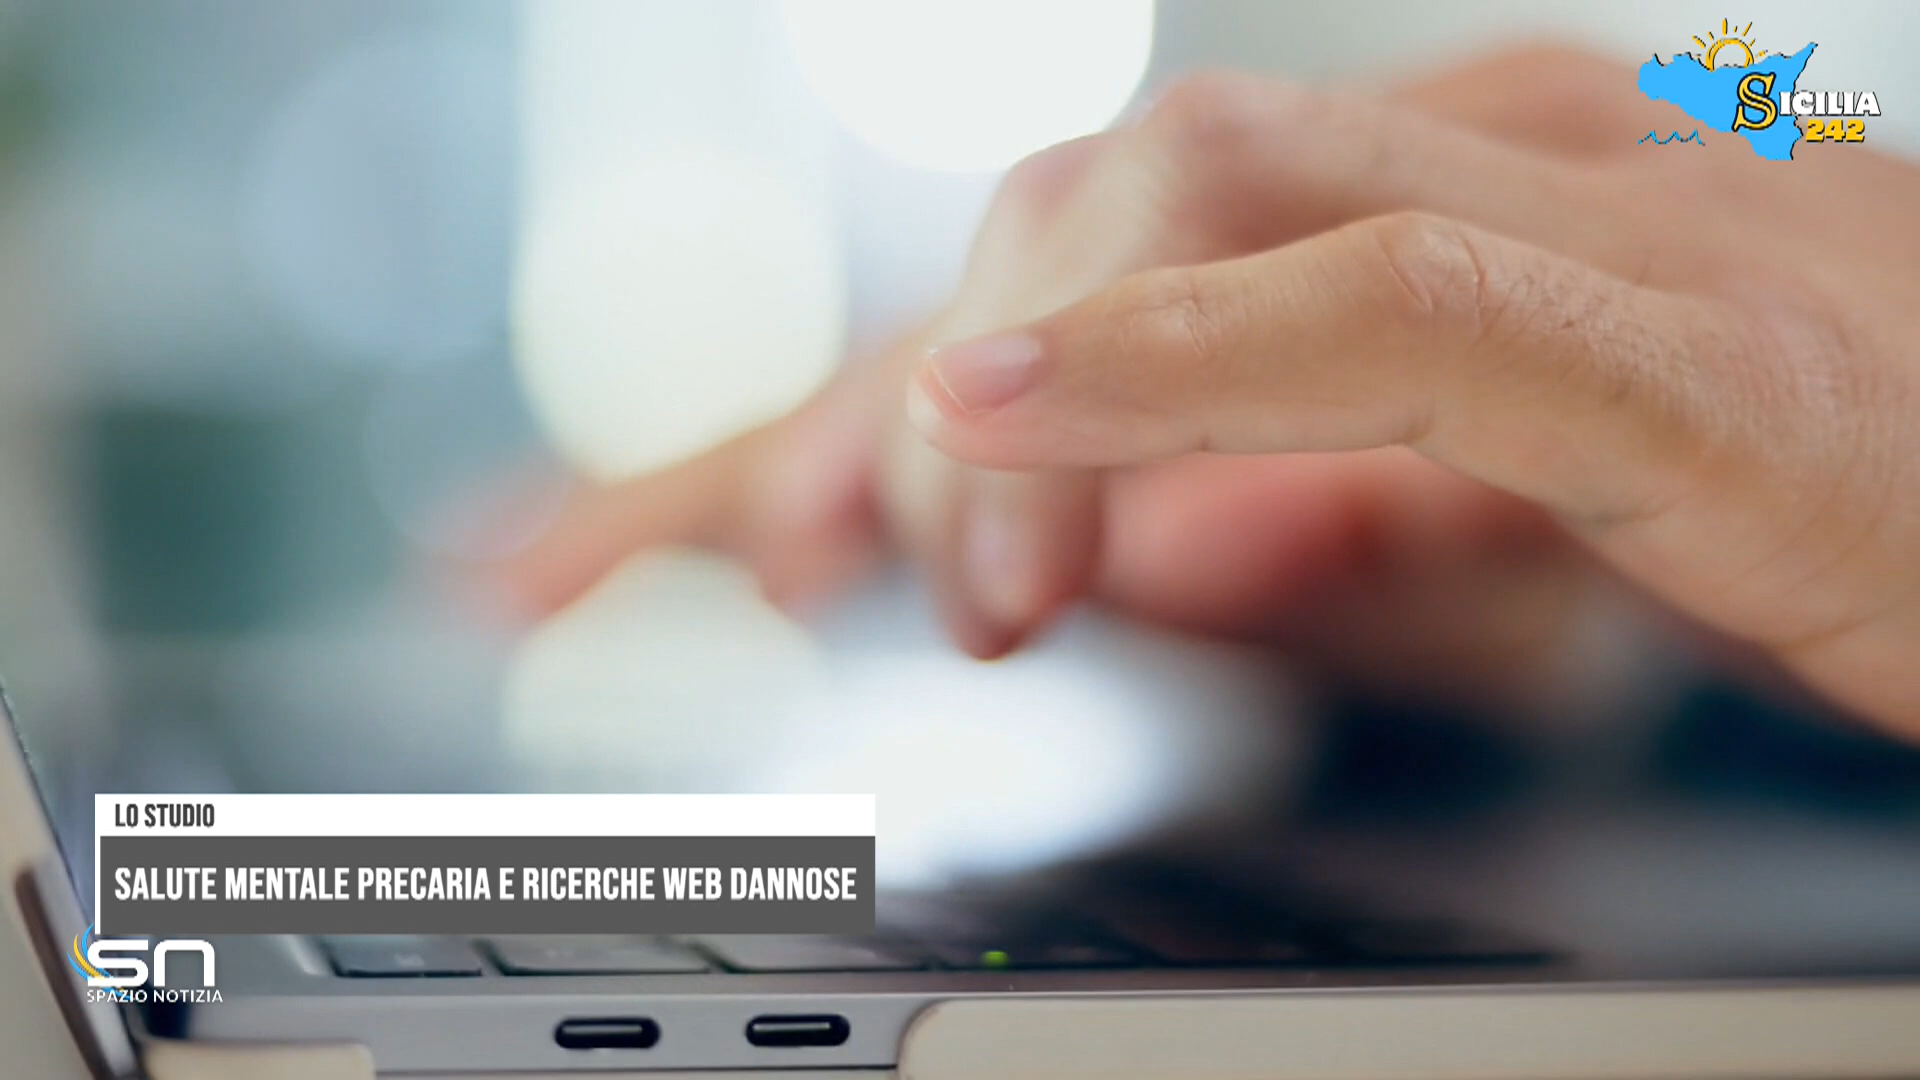 SICILIA
242
LO STUDIO
SALUTE MENTALE PRECARIA E RICERCHE WEB DANNOSE
SN
SPAZIO NOTIZIA